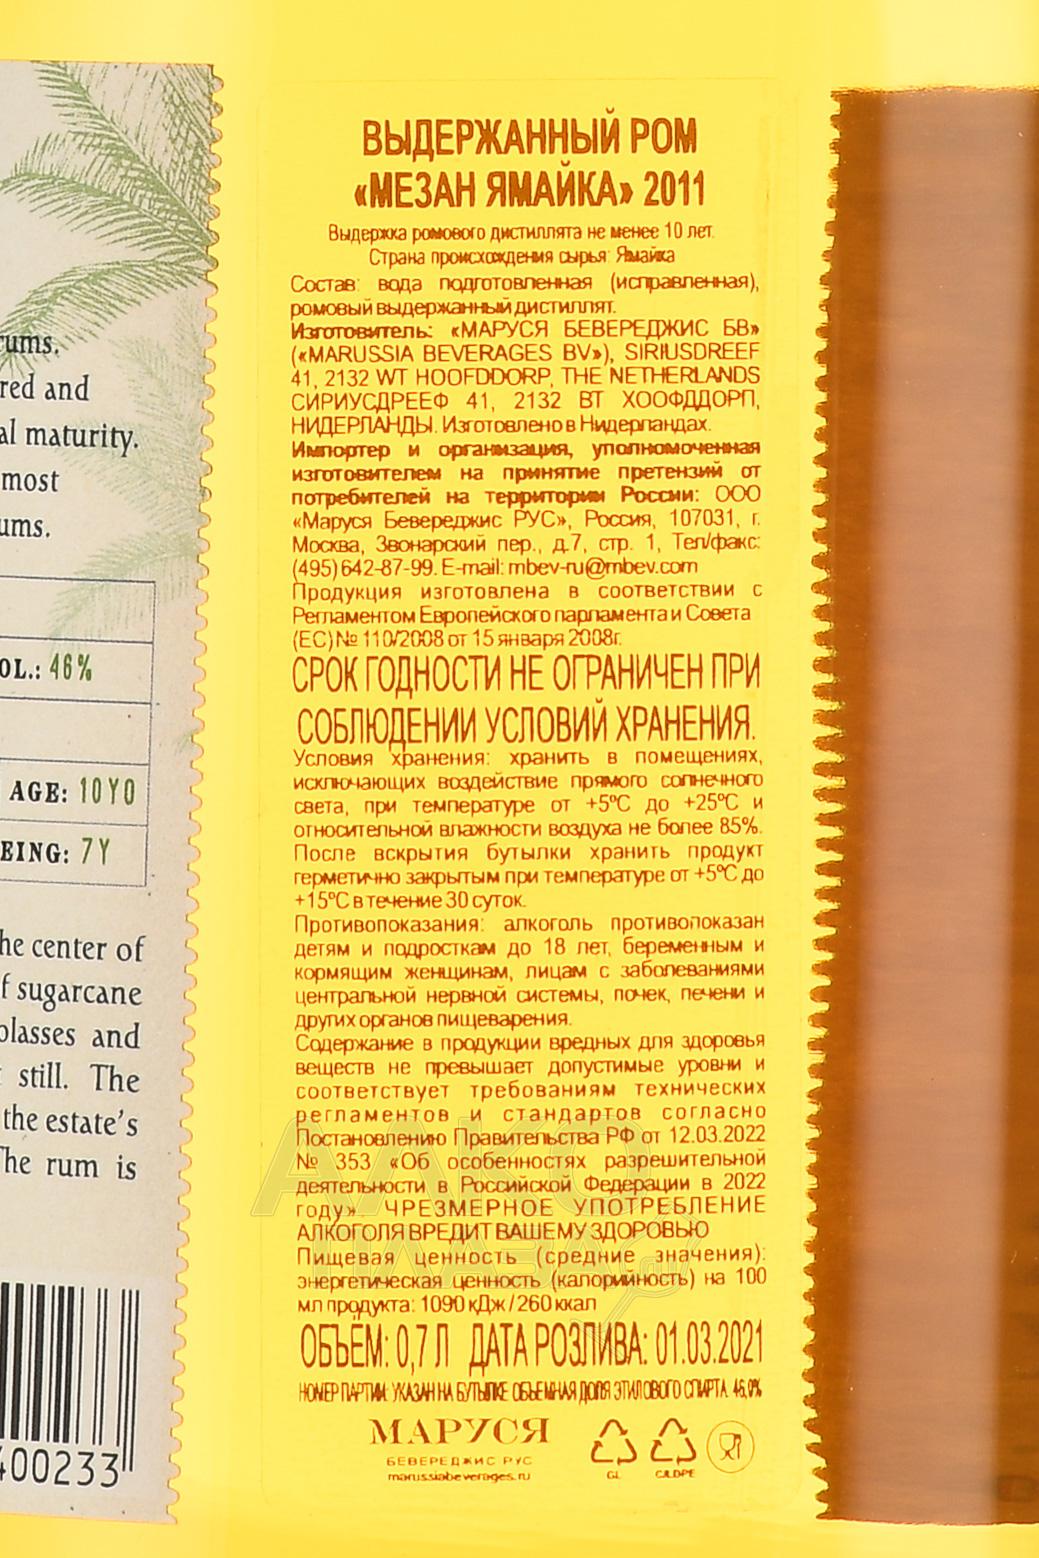 rums.
red and
al maturity.
most
ums.
OL.: 46%
AGE: 10YO
EING: 7Y
he center of
f sugarcane
olasses and
still. The
the estate's
The rum is
400233
ВЫДЕРЖАННЫЙ РОМ
«МЕЗАН ЯМАЙКА» 2011
Выдержка ромового дистиллята не менее 10 лет.
Страна происхождения сырья: Ямайка
Состав: вода подготовленная (исправленная),
ромовый выдержанный дистиллят.
Изготовитель: «МАРУСЯ БЕВЕРЕДЖИС БВ»
(«MARUSSIA BEVERAGES BV»), SIRIUSDREEF
41, 2132 WT HOOFDDORP, THE NETHERLANDS
СИРИУСДРЕЕФ 41, 2132 ВТ ХООФДДОРП,
НИДЕРЛАНДЫ. Изготовлено в Нидерландах.
Импортер и организация, уполномоченная
изготовителем на принятие претензий от
потребителей на территории России: ООО
«Маруся Бевереджис РУС», Россия, 107031, г.
Москва, Звонарский пер., д.7, стр. 1, Тел/факс:
(495) 642-87-99. E-mail: mbev-ru@mbev.com
Продукция изготовлена в соответствии с
Регламентом Европейского парламента и Совета
(ЕС) № 110/2008 от 15 января 2008г.
СРОК ГОДНОСТИ НЕ ОГРАНИЧЕН ПРИ
СОБЛЮДЕНИИ УСЛОВИЙ ХРАНЕНИЯ.
Условия хранения: хранить в помещениях,
исключающих воздействие прямого солнечного
света, при температуре от +5°С до +25°С и
относительной влажности воздуха не более 85%.
После вскрытия бутылки хранить продукт
герметично закрытым при температуре от +5°С до
+15°С в течение 30 суток.
Противопоказания: алкоголь противопоказан
детям и подросткам до 18 лет, беременным и
кормящим женщинам, лицам с заболеваниями
центральной нервной системы, почек, печени и
других органов пищеварения.
Содержание в продукции вредных для здоровья
веществ не превышает допустимые уровни и
соответствует требованиям технических
регламентов и стандартов согласно
Постановлению Правительства РФ от 12.03.2022
№ 353 «Об особенностях разрешительной
деятельности в Российской Федерации в 2022
году». ЧРЕЗМЕРНОЕ УПОТРЕБЛЕНИЕ
АЛКОГОЛЯ ВРЕДИТ ВАШЕМУ ЗДОРОВЬЮ
Пищевая ценность (средние значения):
энергетическая ценность (калорийность) на 100
мл продукта: 1090 кДж / 260 ккал
ОБЪЁМ: 0,7 Л ДАТА РОЗЛИВА: 01.03.2021
НОМЕР ПАРТИИ: УКАЗАН НА БУТЫЛКЕ ОБЪЕМНАЯ ДОЛЯ ЭТИЛОВОГО СПИРТА 46,0%
МАРУСЯ
БЕВЕРЕДЖИС РУС
marussiabeverages.ru
GL
C/LDPE